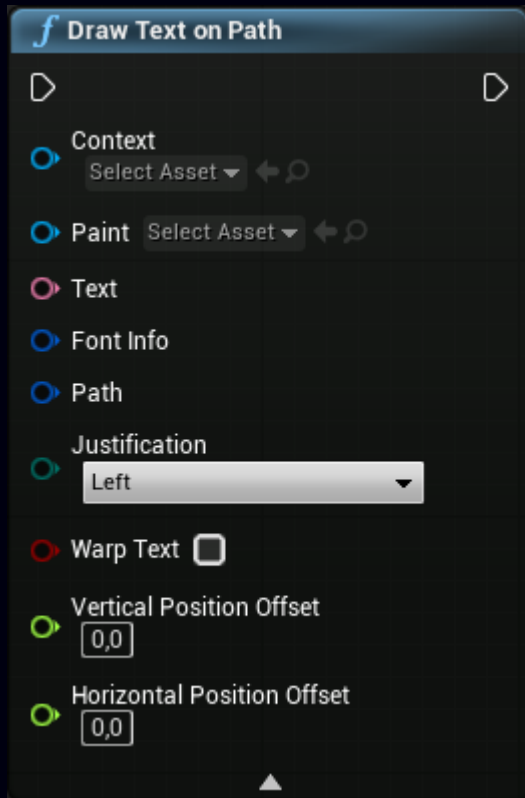 f Draw Text on Path
Context
Select Asset
Paint Select Asset
Text
Font Info
Path
Justification
Left
Warp Text
Vertical Position Offset
0,0
Horizontal Position Offset
0,0